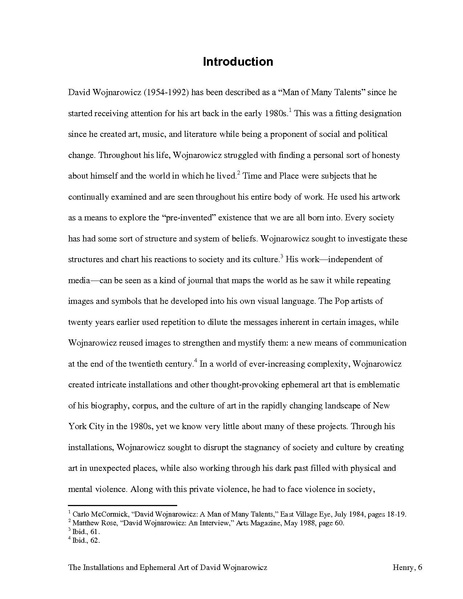 Introduction
David Wojnarowicz (1954-1992) has been described as a “Man of Many Talents” since he
started receiving attention for his art back in the early 1980s.1 This was a fitting designation
since he created art, music, and literature while being a proponent of social and political
change. Throughout his life, Wojnarowicz struggled with finding a personal sort of honesty
about himself and the world in which he lived.2 Time and Place were subjects that he
continually examined and are seen throughout his entire body of work. He used his artwork
as a means to explore the “pre-invented” existence that we are all born into. Every society
has had some sort of structure and system of beliefs. Wojnarowicz sought to investigate these
structures and chart his reactions to society and its culture.3 His work—independent of
media—can be seen as a kind of journal that maps the world as he saw it while repeating
images and symbols that he developed into his own visual language. The Pop artists of
twenty years earlier used repetition to dilute the messages inherent in certain images, while
Wojnarowicz reused images to strengthen and mystify them: a new means of communication
at the end of the twentieth century.4 In a world of ever-increasing complexity, Wojnarowicz
created intricate installations and other thought-provoking ephemeral art that is emblematic
of his biography, corpus, and the culture of art in the rapidly changing landscape of New
York City in the 1980s, yet we know very little about many of these projects. Through his
installations, Wojnarowicz sought to disrupt the stagnancy of society and culture by creating
art in unexpected places, while also working through his dark past filled with physical and
mental violence. Along with this private violence, he had to face violence in society,
1 Carlo McCormick, “David Wojnarowicz: A Man of Many Talents,” East Village Eye, July 1984, pages 18-19.
2 Matthew Rose, “David Wojnarowicz: An Interview,” Arts Magazine, May 1988, page 60.
3 Ibid., 61.
4 Ibid., 62.
The Installations and Ephemeral Art of David Wojnarowicz Henry, 6